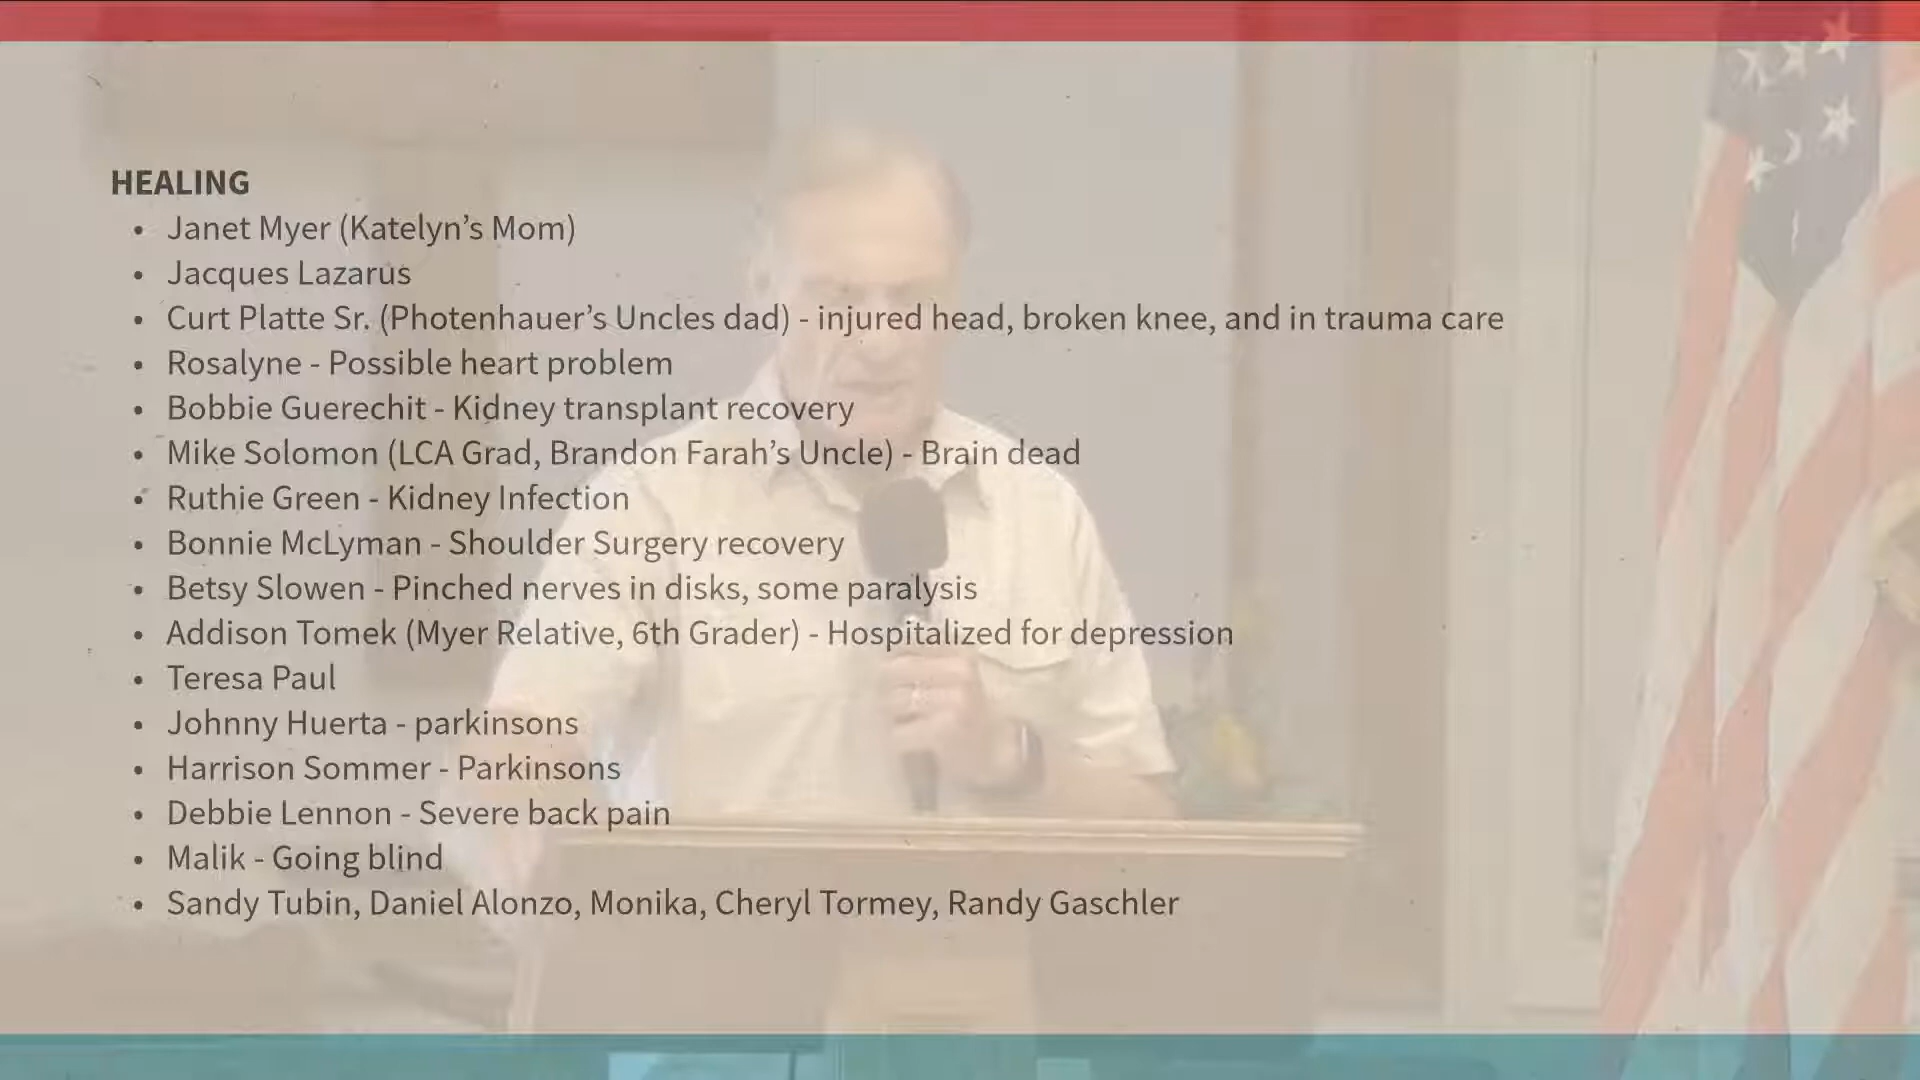 HEALING
• Janet Myer (Katelyn’s Mom)
• Jacques Lazarus
• Curt Platte Sr. (Photenhauer’s Uncles dad) - injured head, broken knee, and in trauma care
• Rosalyne - Possible heart problem
• Bobbie Guerechit - Kidney transplant recovery
• Mike Solomon (LCA Grad, Brandon Farah’s Uncle) - Brain dead
• Ruthie Green - Kidney Infection
• Bonnie McLyman - Shoulder Surgery recovery
• Betsy Slowen - Pinched nerves in disks, some paralysis
• Addison Tomek (Myer Relative, 6th Grader) - Hospitalized for depression
• Teresa Paul
• Johnny Huerta - parkinsons
• Harrison Sommer - Parkinsons
• Debbie Lennon - Severe back pain
• Malik - Going blind
• Sandy Tubin, Daniel Alonzo, Monika, Cheryl Tormey, Randy Gaschler